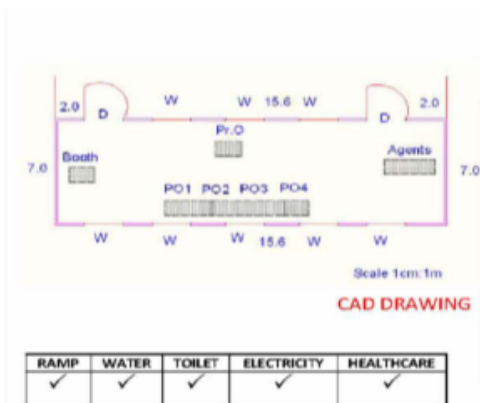 2.0 D W W 15.6 W D 2.0
Pr.O
7.0 Booth Agents 7.0
PO1 PO2 PO3 PO4
W W W 15.6 W W
Scale 1cm:1m
CAD DRAWING
RAMP WATER TOILET ELECTRICITY HEALTHCARE
✓ ✓ ✓ ✓ ✓